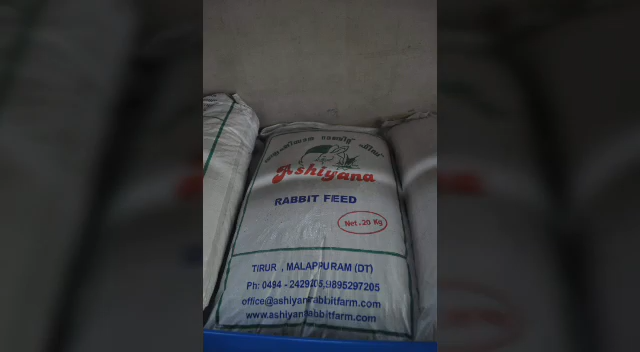 ആഷിയാന റാബിറ്റ് ഫീഡ്
Ashiyana
RABBIT FEED
Net.20 Kg
TIRUR , MALAPPURAM (DT)
Ph: 0494 - 2429205,9895297205
office@ashiyanarabbitfarm.com
www.ashiyanarabbitfarm.com